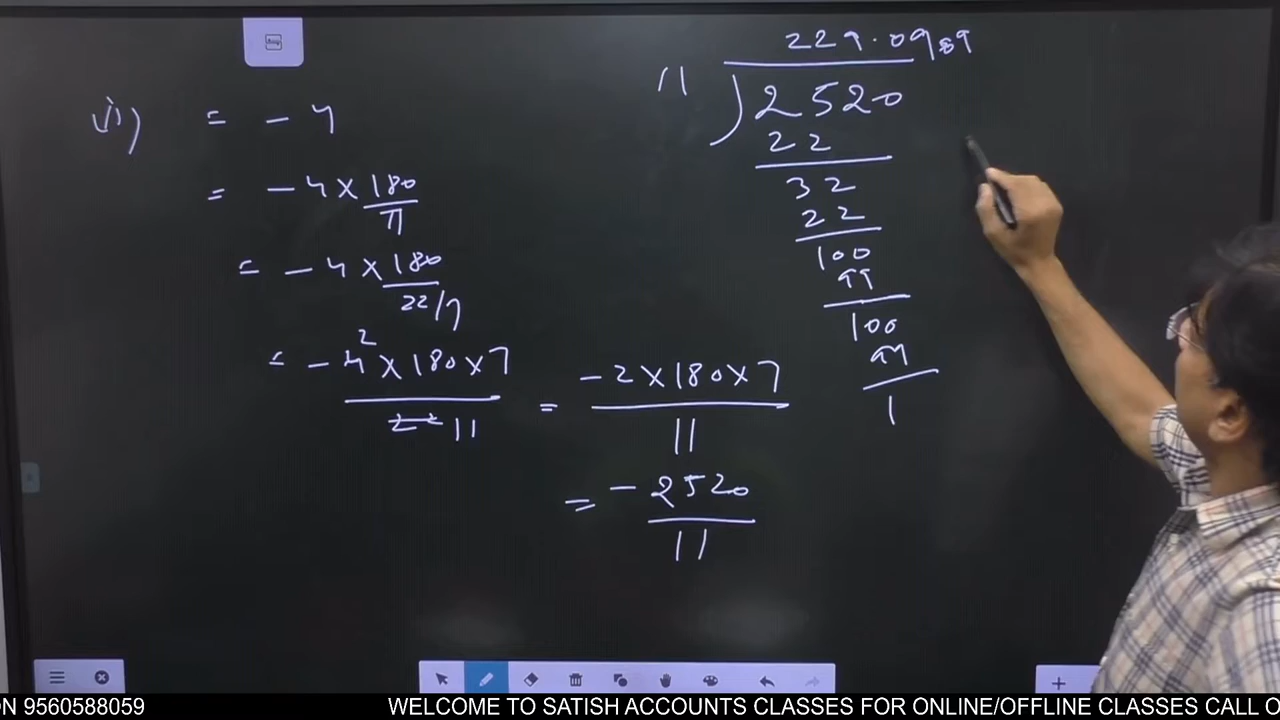 ii) = - 4
= - 4 × 180/π
= - 4 × 180/22/7
= - 4 2 × 180 × 7 / 22 11 = - 2 × 180 × 7 / 11
= - 2520/11
229.0989
11 ) 2520
22
32
22
100
99
100
99
1
ON 9560588059 WELCOME TO SATISH ACCOUNTS CLASSES FOR ONLINE/OFFLINE CLASSES CALL O